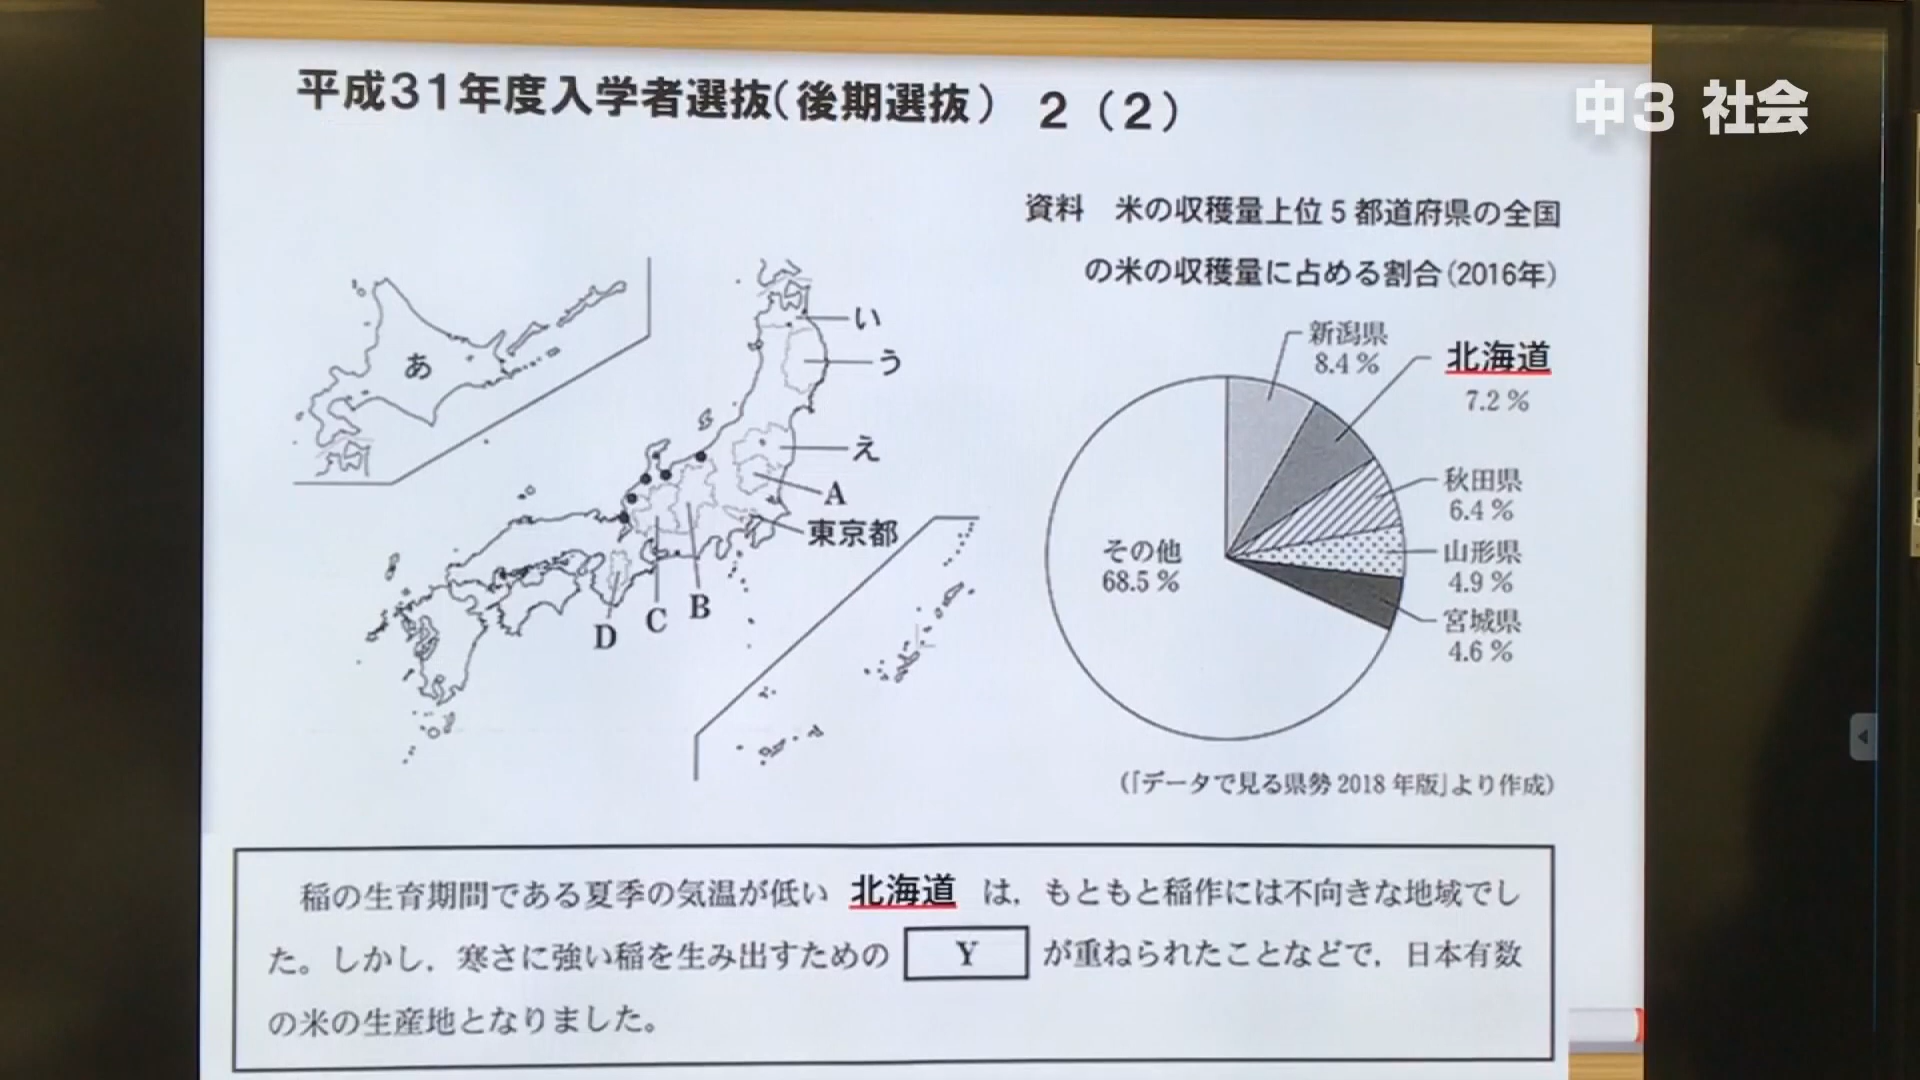 平成31年度入学者選抜（後期選抜） 2（2）
中3 社会
資料 米の収穫量上位5都道府県の全国
の米の収穫量に占める割合（2016年）
あ
い
う
え
A
東京都
B
C
D
新潟県
8.4％
北海道
7.2％
秋田県
6.4％
山形県
4.9％
宮城県
4.6％
その他
68.5％
（「データで見る県勢2018年版」より作成）
稲の生育期間である夏季の気温が低い 北海道 は，もともと稲作には不向きな地域でし
た。しかし，寒さに強い稲を生み出すための Y が重ねられたことなどで，日本有数
の米の生産地となりました。